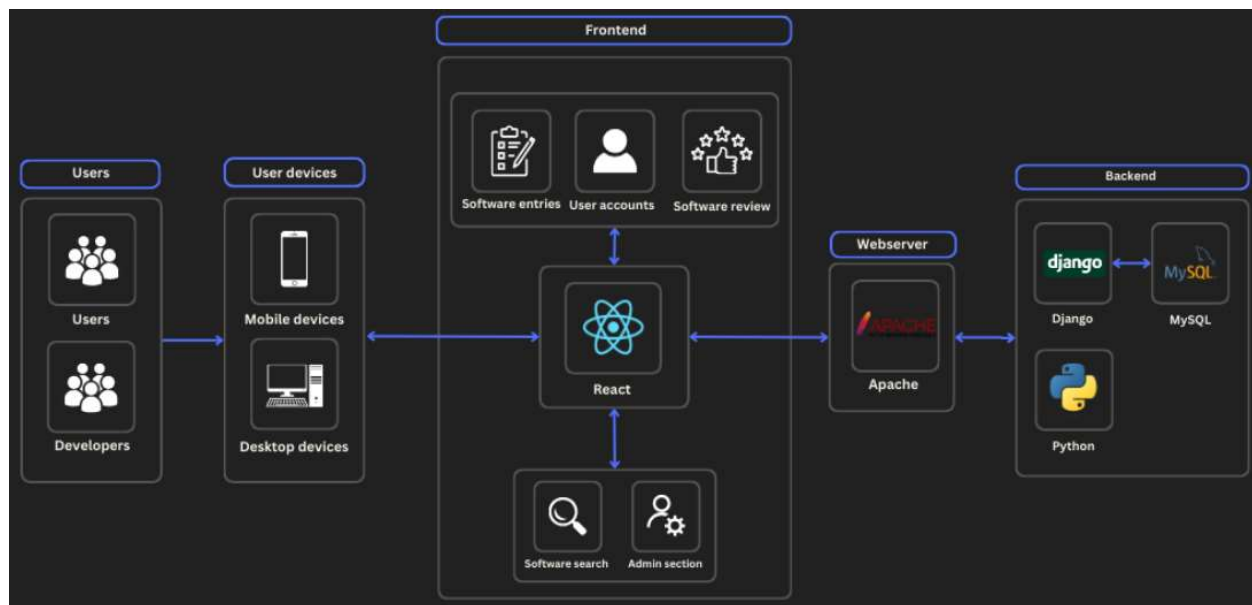 Frontend
Software entries
User accounts
Software review
Users
Users
Developers
User devices
Mobile devices
Desktop devices
React
Software search
Admin section
Webserver
APACHE
Apache
Backend
django
Django
MySQL
MySQL
Python